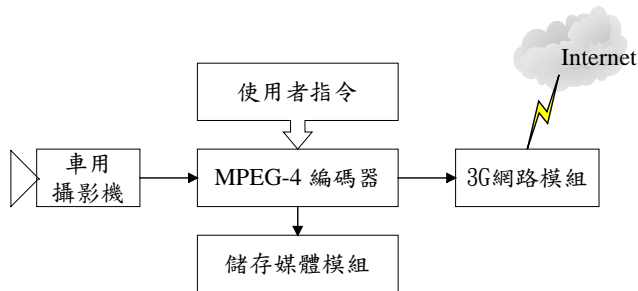 Internet
使用者指令
車用
攝影機
MPEG-4 編碼器
3G網路模組
儲存媒體模組